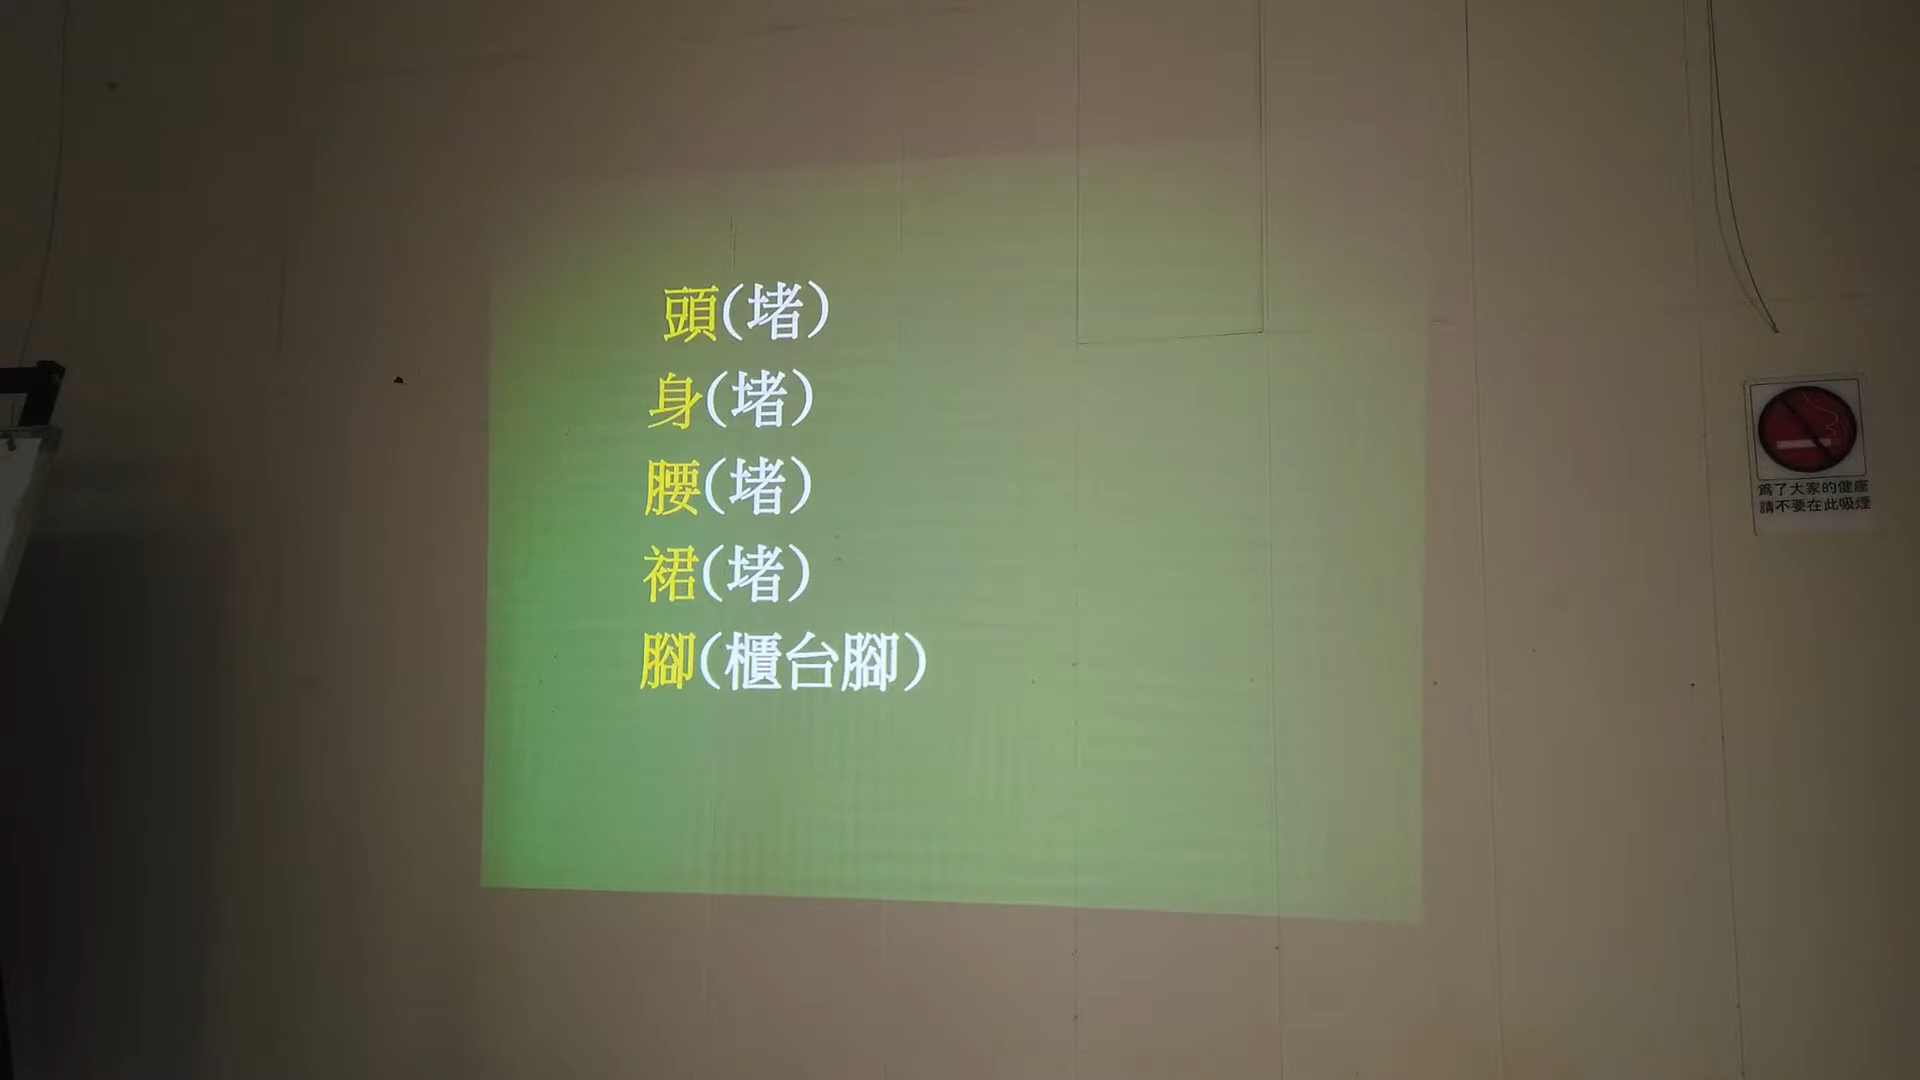 頭(堵)
身(堵)
腰(堵)
裙(堵)
腳(櫃台腳)
為了大家的健康
請不要在此吸煙